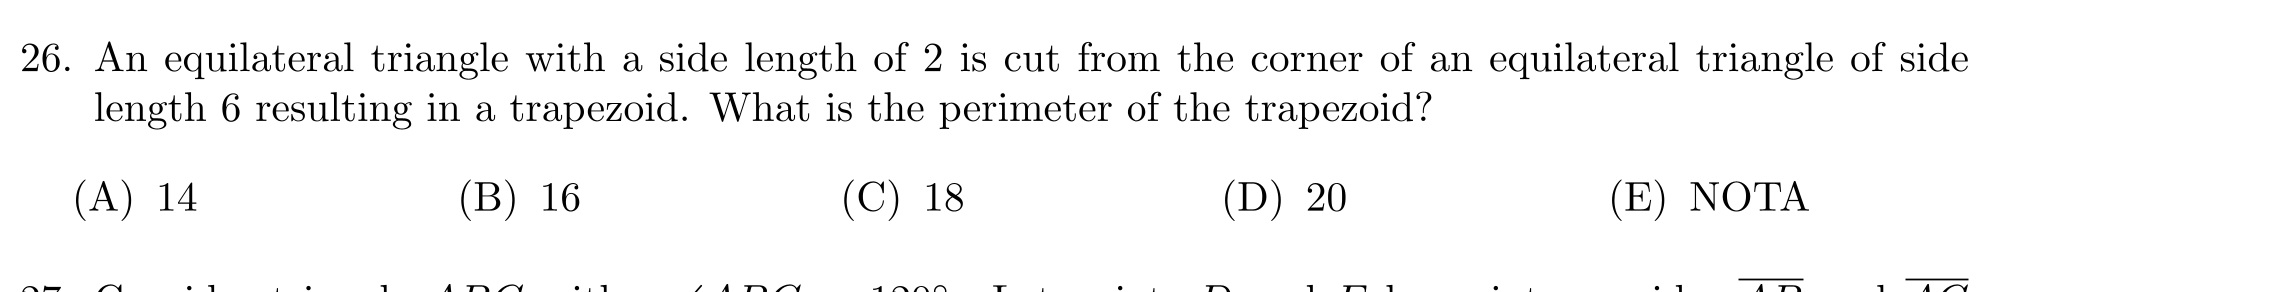 26. An equilateral triangle with a side length of 2 is cut from the corner of an equilateral triangle of side
length 6 resulting in a trapezoid. What is the perimeter of the trapezoid?
(A) 14 (B) 16 (C) 18 (D) 20 (E) NOTA